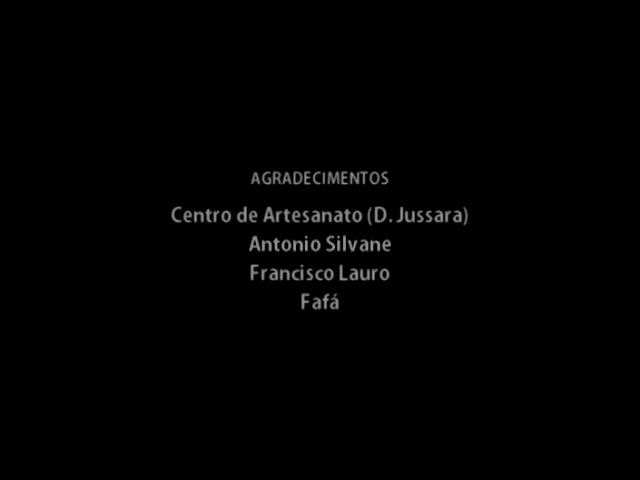 AGRADECIMENTOS
Centro de Artesanato (D. Jussara)
Antonio Silvane
Francisco Lauro
Fafá